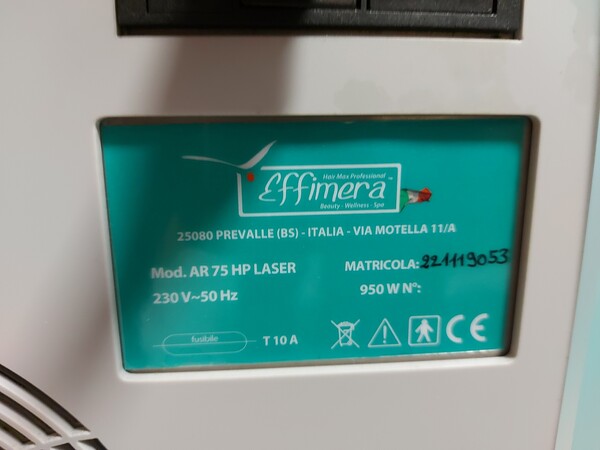 Hair Max Professional
Effimera™
Beauty - Wellness - Spa
25080 PREVALLE (BS) - ITALIA - VIA MOTELLA 11/A
Mod. AR 75 HP LASER
MATRICOLA: 221119053
230 V~50 Hz
950 W N°:
fusibile
T 10 A
CE